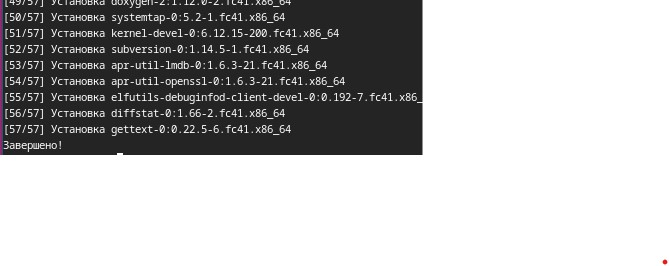 [49/57] Установка doxygen-2:1.12.0-2.fc41.x86_64
[50/57] Установка systemtap-0:5.2-1.fc41.x86_64
[51/57] Установка kernel-devel-0:6.12.15-200.fc41.x86_64
[52/57] Установка subversion-0:1.14.5-1.fc41.x86_64
[53/57] Установка apr-util-lmdb-0:1.6.3-21.fc41.x86_64
[54/57] Установка apr-util-openssl-0:1.6.3-21.fc41.x86_64
[55/57] Установка elfutils-debuginfod-client-devel-0:0.192-7.fc41.x86_
[56/57] Установка diffstat-0:1.66-2.fc41.x86_64
[57/57] Установка gettext-0:0.22.5-6.fc41.x86_64
Завершено!